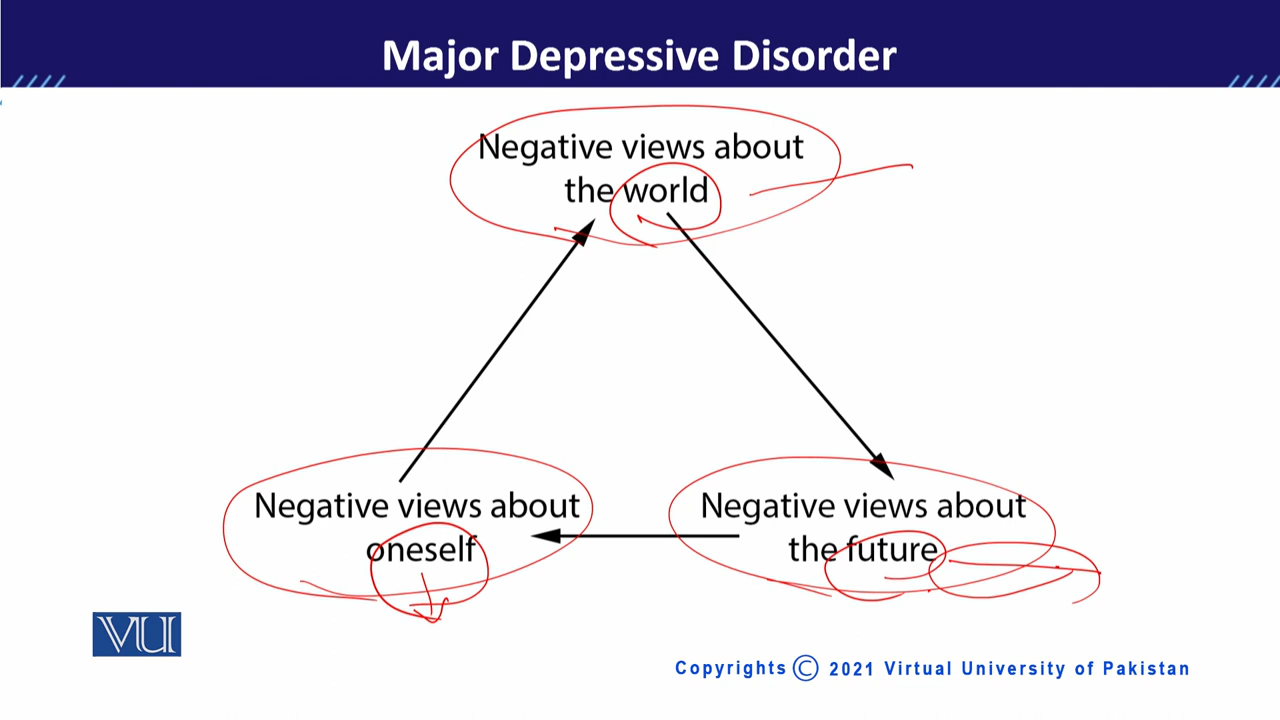 Major Depressive Disorder
Negative views about
the world
Negative views about
oneself
Negative views about
the future
VU
Copyrights © 2021 Virtual University of Pakistan